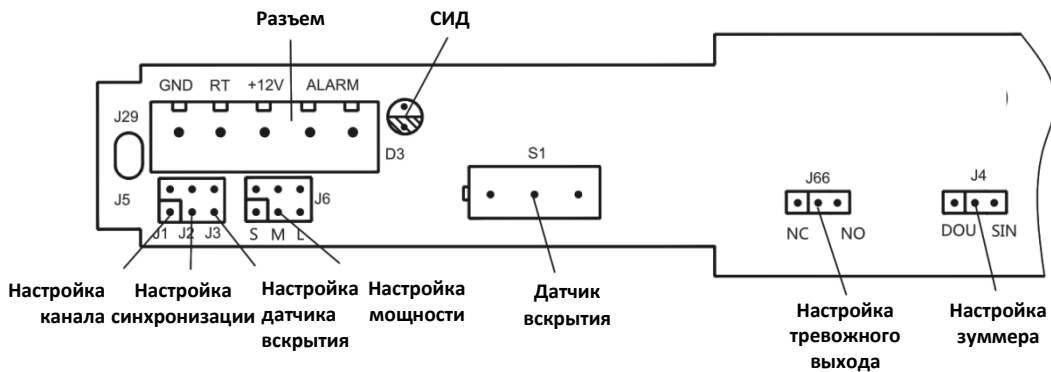 Разъем СИД
GND RT +12V ALARM
J29
D3
S1
J5
J6
J66
J4
J1 J2 J3 S M L
NC NO
DOU SIN
Настройка канала
Настройка синхронизации
Настройка датчика вскрытия
Настройка мощности
Датчик вскрытия
Настройка тревожного выхода
Настройка зуммера